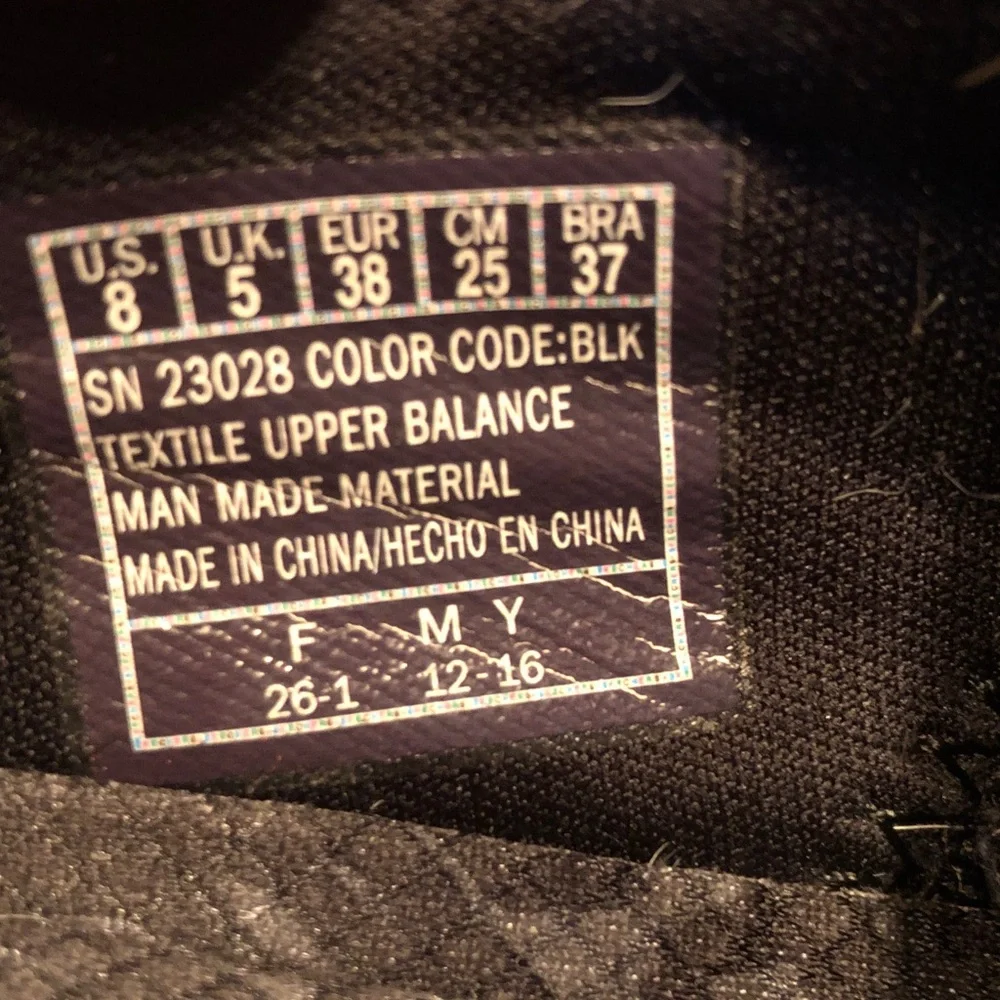 U.S. U.K. EUR CM BRA
8 5 38 25 37
SN 23028 COLOR CODE:BLK
TEXTILE UPPER BALANCE
MAN MADE MATERIAL
MADE IN CHINA/HECHO EN CHINA
F M Y
26-1 12-16